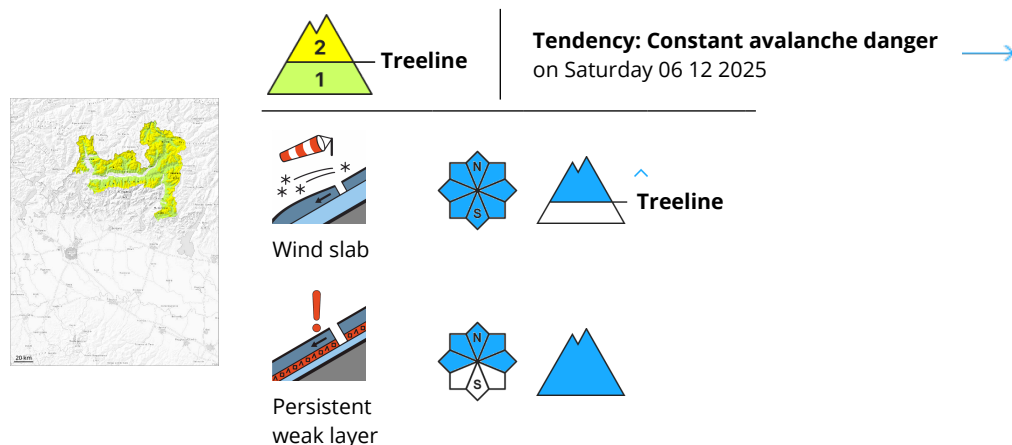 2
1
Treeline
Tendency: Constant avalanche danger
on Saturday 06 12 2025
20 km
N
S
Treeline
Wind slab
N
S
Persistent
weak layer